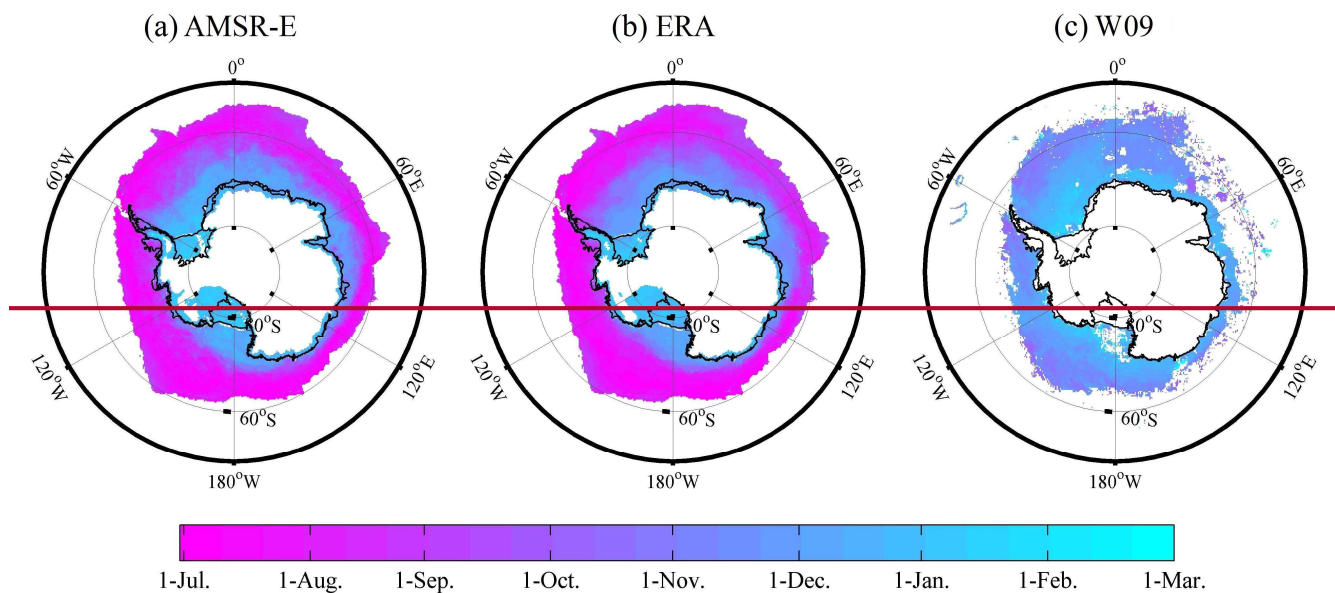 (a) AMSR-E (b) ERA (c) W09
0° 0° 0°
60°W 60°E 60°W 60°E 60°W 60°E
80°S 80°S 80°S
120°W 120°E 120°W 120°E 120°W 120°E
60°S 60°S 60°S
180°W 180°W 180°W
1-Jul. 1-Aug. 1-Sep. 1-Oct. 1-Nov. 1-Dec. 1-Jan. 1-Feb. 1-Mar.